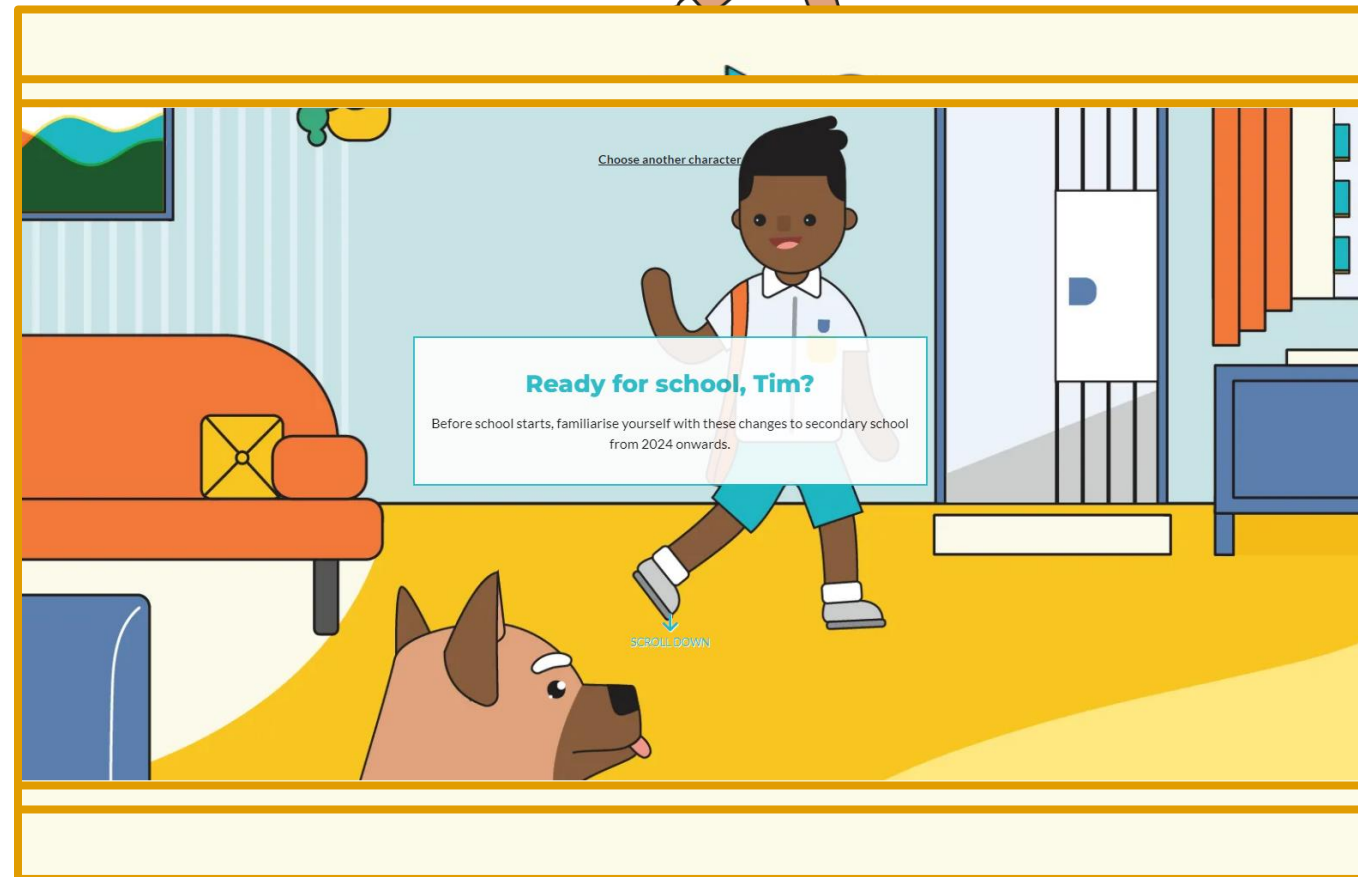 Choose another character
Ready for school, Tim?
Before school starts, familiarise yourself with these changes to secondary school
from 2024 onwards.
SCROLL DOWN